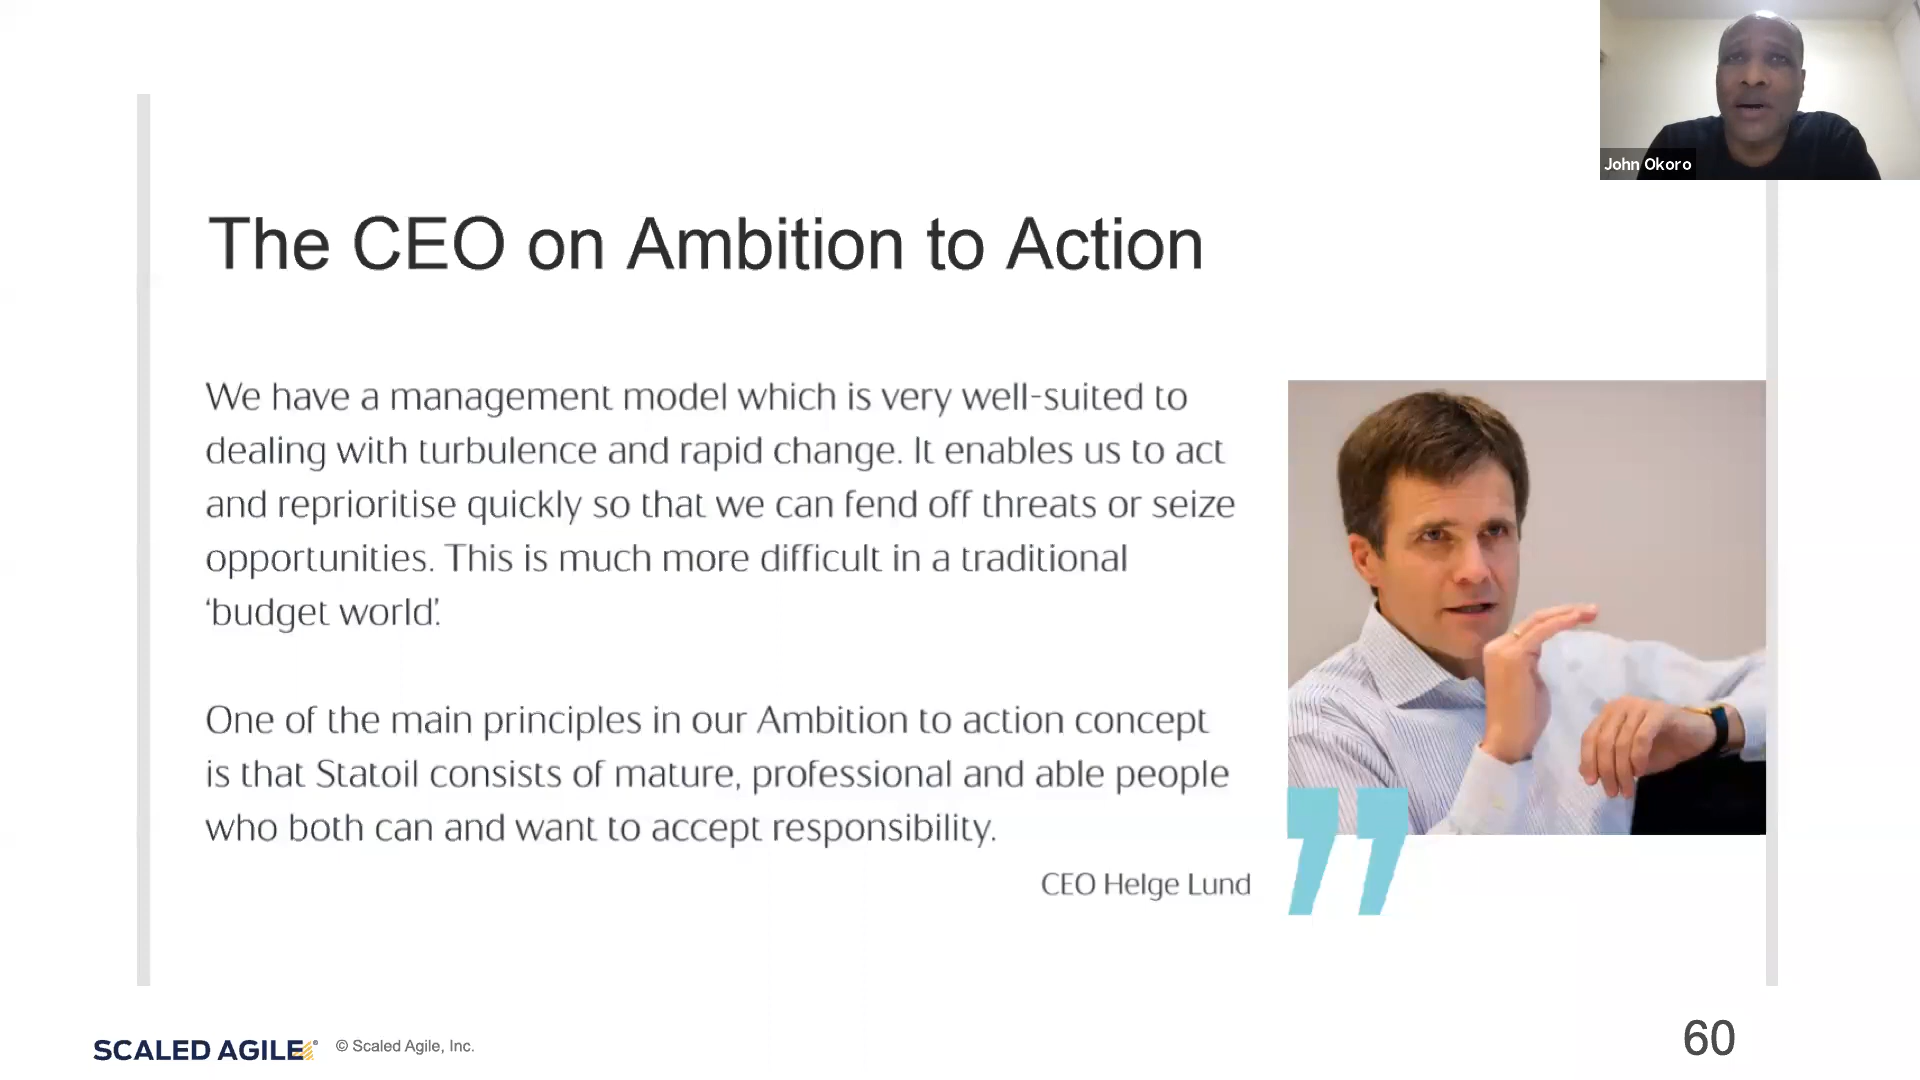 John Okoro
The CEO on Ambition to Action
We have a management model which is very well-suited to
dealing with turbulence and rapid change. It enables us to act
and reprioritise quickly so that we can fend off threats or seize
opportunities. This is much more difficult in a traditional
‘budget world’.
One of the main principles in our Ambition to action concept
is that Statoil consists of mature, professional and able people
who both can and want to accept responsibility.
CEO Helge Lund
”
SCALED AGILE® © Scaled Agile, Inc.
60